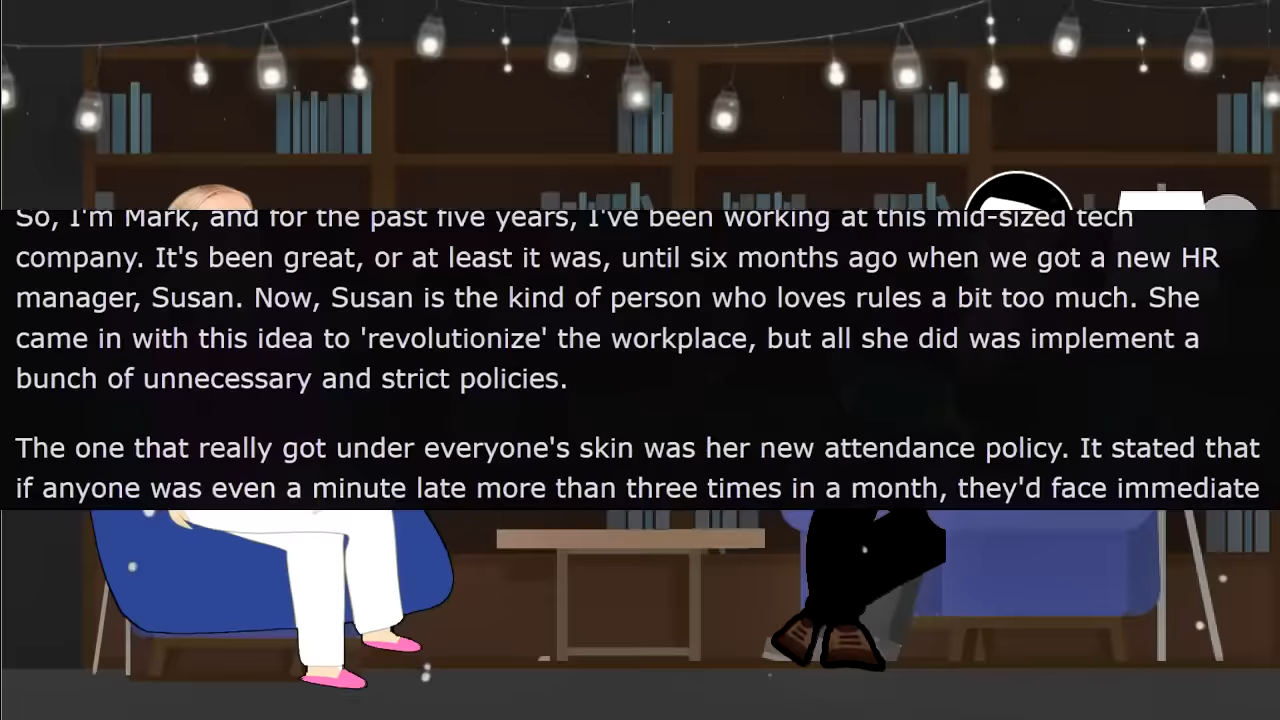 So, I'm Mark, and for the past five years, I've been working at this mid-sized tech
company. It's been great, or at least it was, until six months ago when we got a new HR
manager, Susan. Now, Susan is the kind of person who loves rules a bit too much. She
came in with this idea to 'revolutionize' the workplace, but all she did was implement a
bunch of unnecessary and strict policies.
The one that really got under everyone's skin was her new attendance policy. It stated that
if anyone was even a minute late more than three times in a month, they'd face immediate